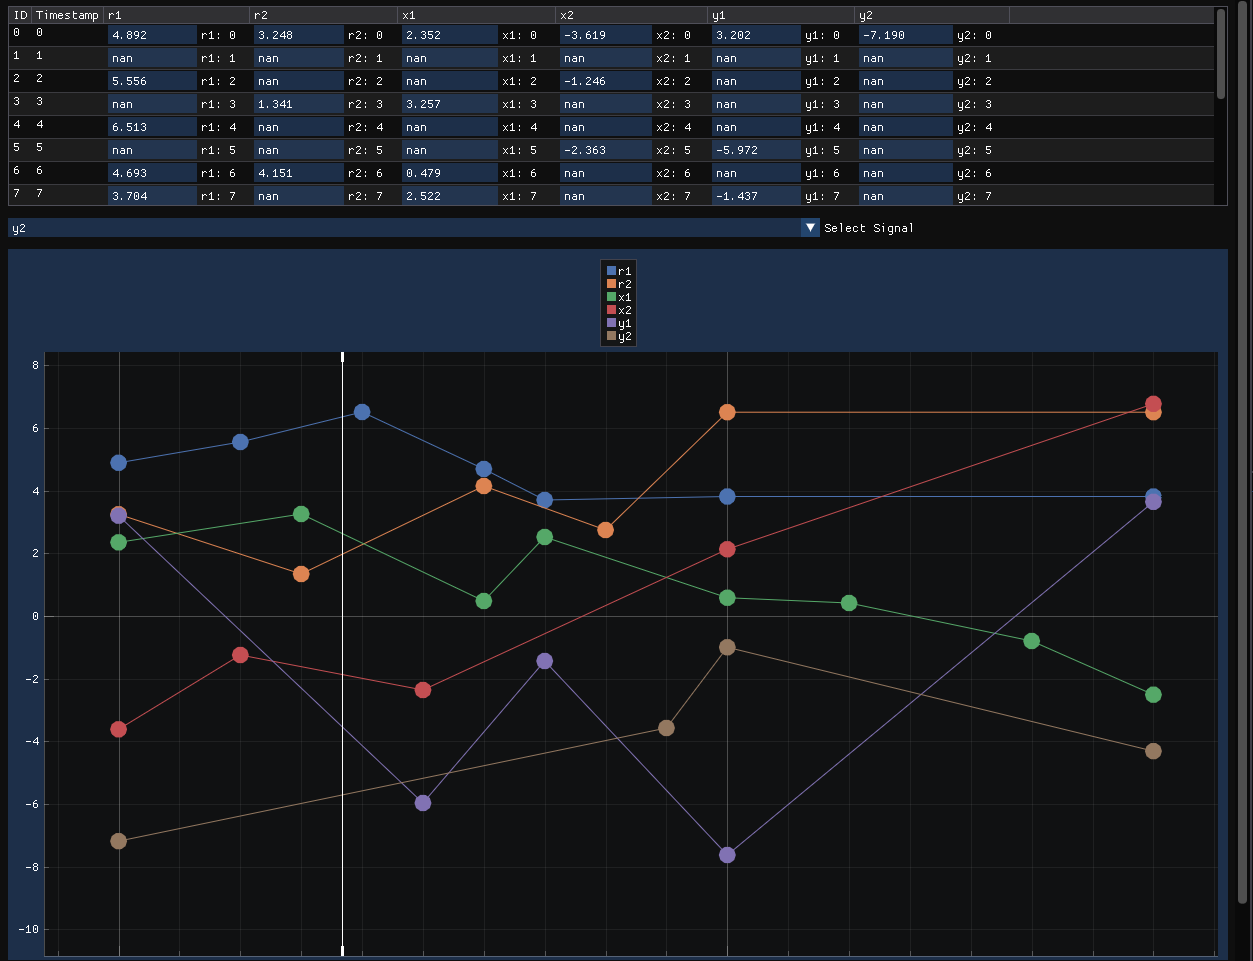 ID Timestamp r1 r2 x1 x2 y1 y2
0 0 4.892 r1: 0 3.248 r2: 0 2.352 x1: 0 -3.619 x2: 0 3.202 y1: 0 -7.190 y2: 0
1 1 nan r1: 1 nan r2: 1 nan x1: 1 nan x2: 1 nan y1: 1 nan y2: 1
2 2 5.556 r1: 2 nan r2: 2 nan x1: 2 -1.246 x2: 2 nan y1: 2 nan y2: 2
3 3 nan r1: 3 1.341 r2: 3 3.257 x1: 3 nan x2: 3 nan y1: 3 nan y2: 3
4 4 6.513 r1: 4 nan r2: 4 nan x1: 4 nan x2: 4 nan y1: 4 nan y2: 4
5 5 nan r1: 5 nan r2: 5 nan x1: 5 -2.363 x2: 5 -5.972 y1: 5 nan y2: 5
6 6 4.693 r1: 6 4.151 r2: 6 0.479 x1: 6 nan x2: 6 nan y1: 6 nan y2: 6
7 7 3.704 r1: 7 nan r2: 7 2.522 x1: 7 nan x2: 7 -1.437 y1: 7 nan y2: 7
y2 Select Signal
r1
r2
x1
x2
y1
y2
8
6
4
2
0
-2
-4
-6
-8
-10